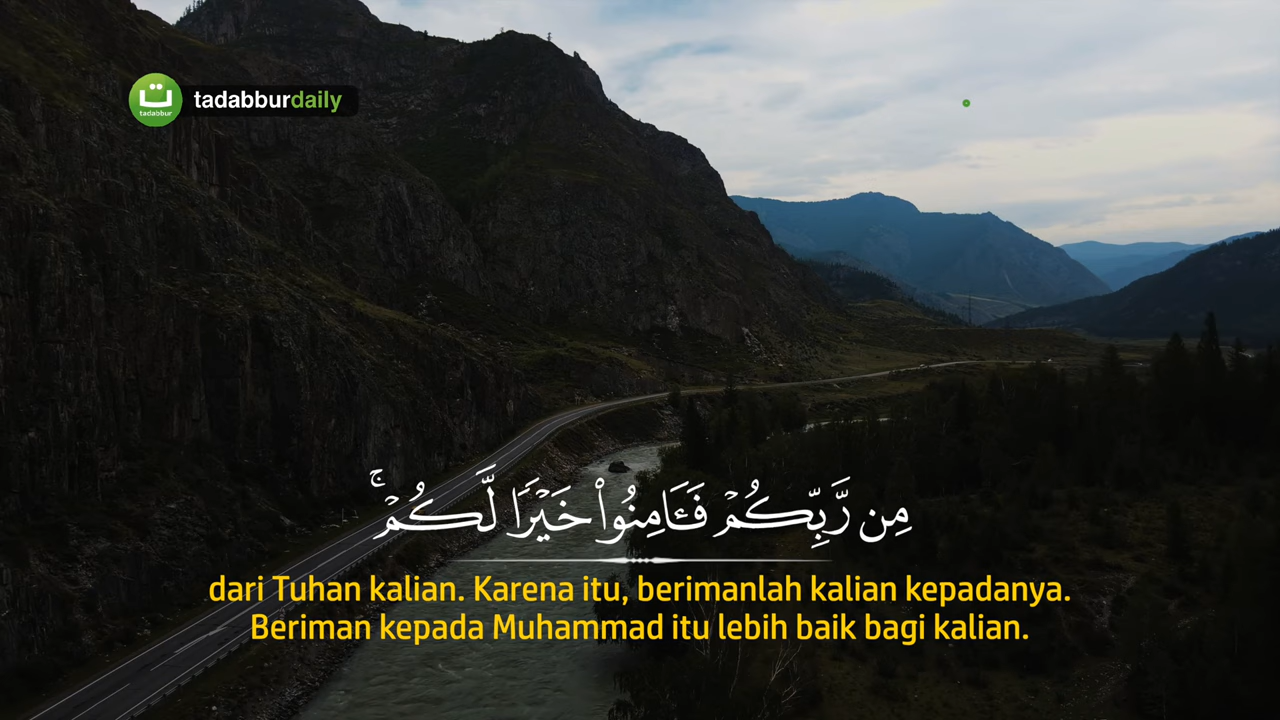 ت
tadabbur
tadabburdaily
مِن رَّبِّكُمْ فَـَٔامِنُوا۟ خَيْرًۭا لَّكُمْ ۚ
dari Tuhan kalian. Karena itu, berimanlah kalian kepadanya.
Beriman kepada Muhammad itu lebih baik bagi kalian.